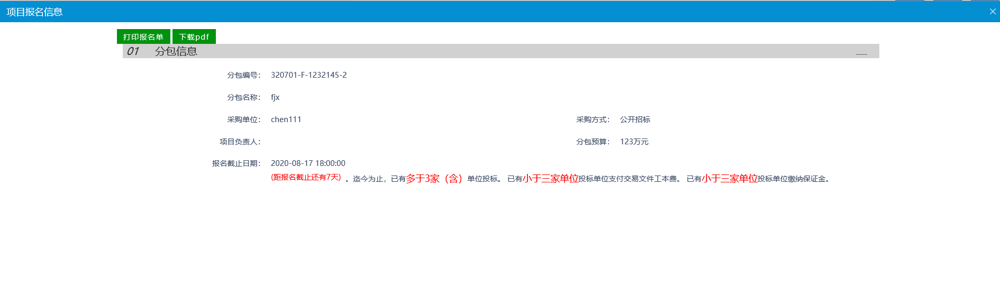 项目报名信息
打印报名单 下载pdf
01 分包信息
分包编号： 320701-F-1232145-2
分包名称： fjx
采购单位： chen111 采购方式： 公开招标
项目负责人： 分包预算： 123万元
报名截止日期： 2020-08-17 18:00:00
(距报名截止还有7天) 。迄今为止，已有多于3家（含）单位投标。 已有小于三家单位投标单位支付交易文件工本费。 已有小于三家单位投标单位缴纳保证金。